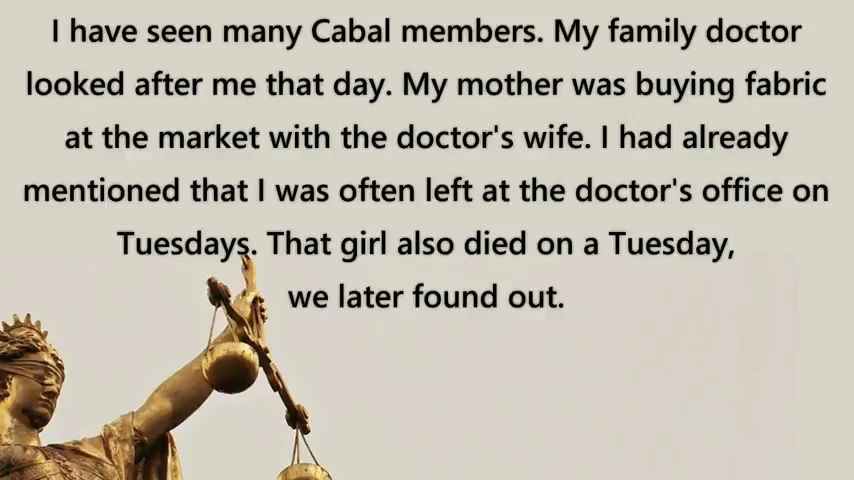 I have seen many Cabal members. My family doctor
looked after me that day. My mother was buying fabric
at the market with the doctor's wife. I had already
mentioned that I was often left at the doctor's office on
Tuesdays. That girl also died on a Tuesday,
we later found out.